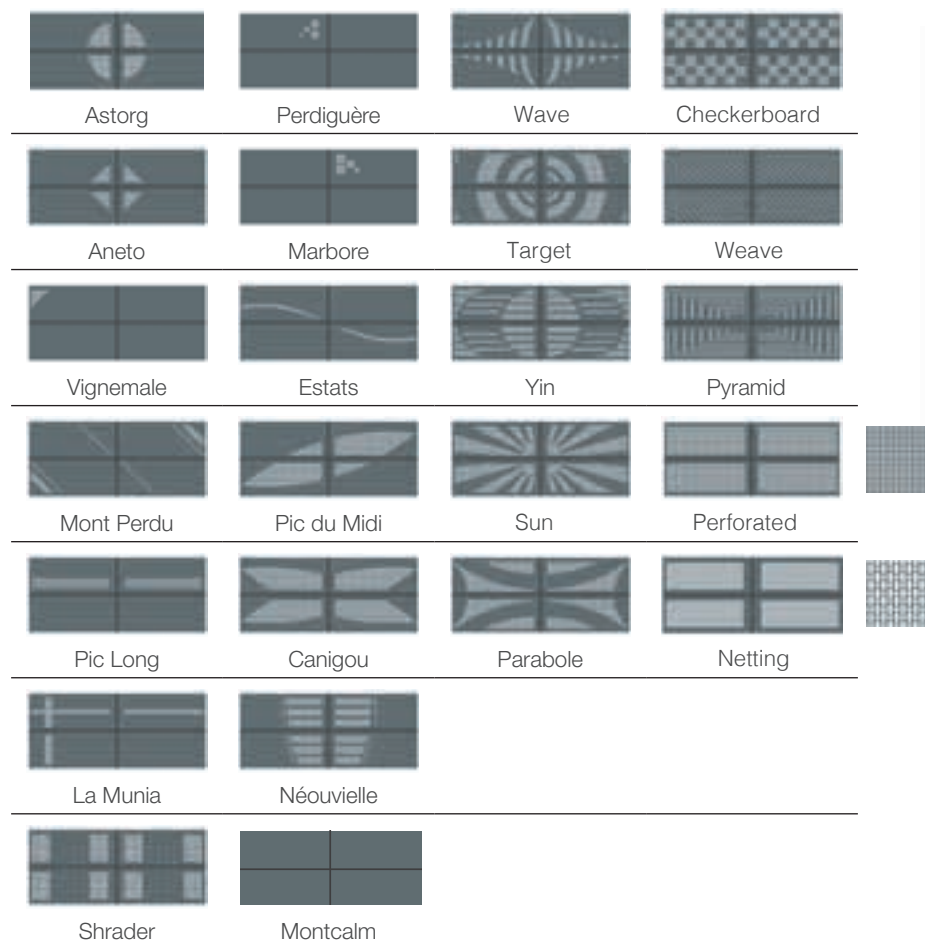 Astorg Perdiguère Wave Checkerboard
Aneto Marbore Target Weave
Vignemale Estats Yin Pyramid
Mont Perdu Pic du Midi Sun Perforated
Pic Long Canigou Parabole Netting
La Munia Néouvielle
Shrader Montcalm